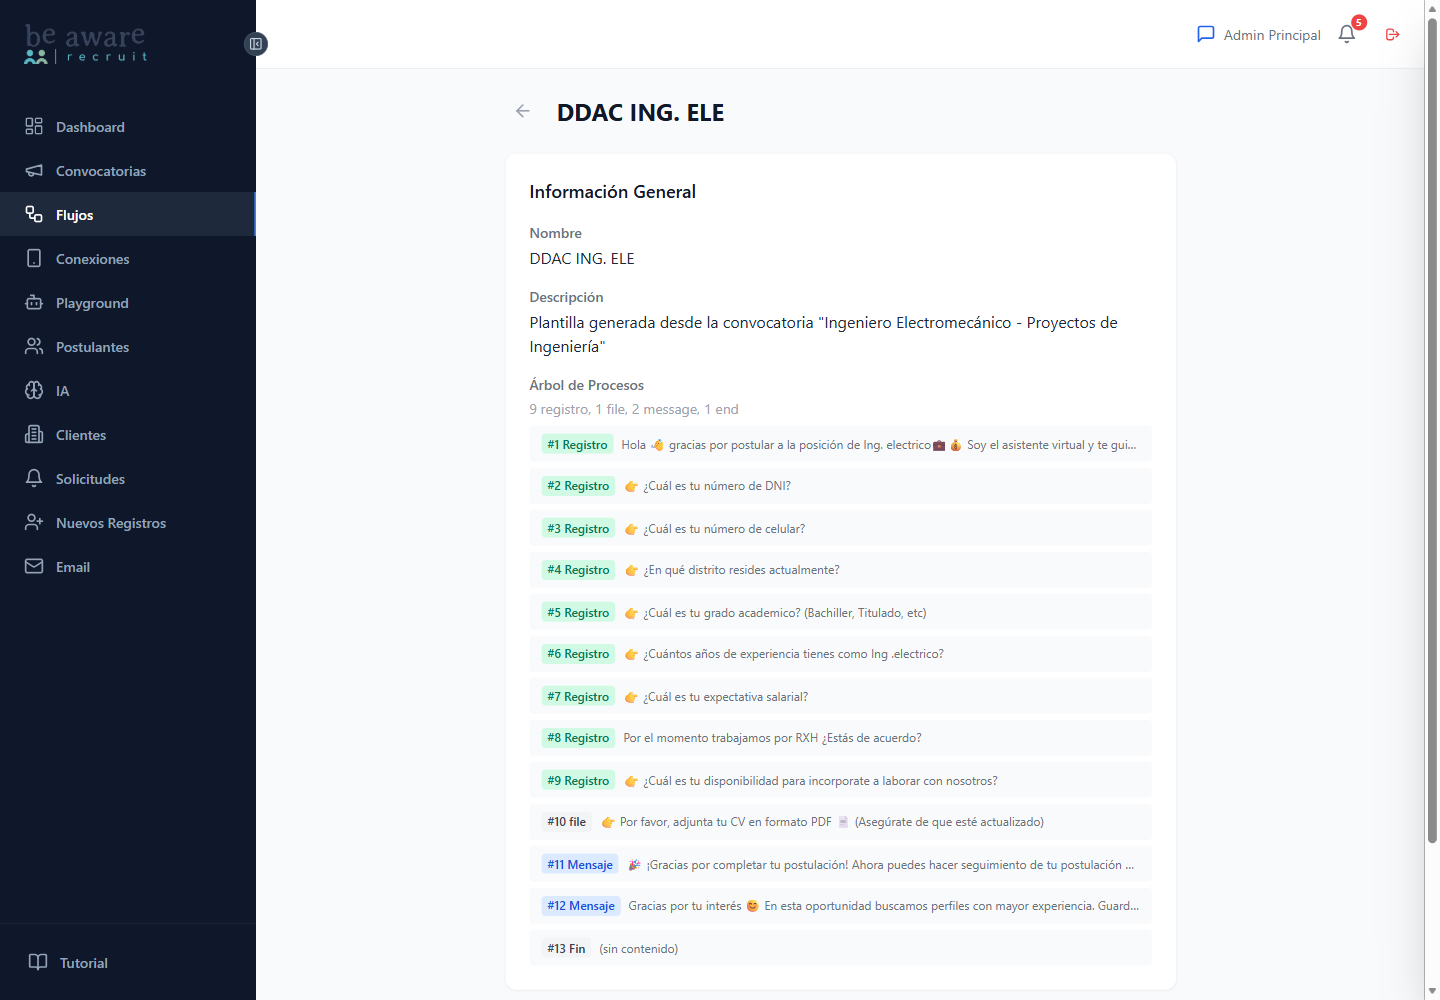 be aware
recruit
Admin Principal
5
Dashboard
Convocatorias
Flujos
Conexiones
Playground
Postulantes
IA
Clientes
Solicitudes
Nuevos Registros
Email
Tutorial
DDAC ING. ELE
Información General
Nombre
DDAC ING. ELE
Descripción
Plantilla generada desde la convocatoria "Ingeniero Electromecánico - Proyectos de
Ingeniería"
Árbol de Procesos
9 registro, 1 file, 2 message, 1 end
#1 Registro Hola 👋 gracias por postular a la posición de Ing. electrico💼 💰 Soy el asistente virtual y te gui...
#2 Registro 👉 ¿Cuál es tu número de DNI?
#3 Registro 👉 ¿Cuál es tu número de celular?
#4 Registro 👉 ¿En qué distrito resides actualmente?
#5 Registro 👉 ¿Cuál es tu grado academico? (Bachiller, Titulado, etc)
#6 Registro 👉 ¿Cuántos años de experiencia tienes como Ing .electrico?
#7 Registro 👉 ¿Cuál es tu expectativa salarial?
#8 Registro Por el momento trabajamos por RXH ¿Estás de acuerdo?
#9 Registro 👉 ¿Cuál es tu disponibilidad para incorporate a laborar con nosotros?
#10 file 👉 Por favor, adjunta tu CV en formato PDF 📄 (Asegúrate de que esté actualizado)
#11 Mensaje 🎉 ¡Gracias por completar tu postulación! Ahora puedes hacer seguimiento de tu postulación ...
#12 Mensaje Gracias por tu interés 😊 En esta oportunidad buscamos perfiles con mayor experiencia. Guard...
#13 Fin (sin contenido)